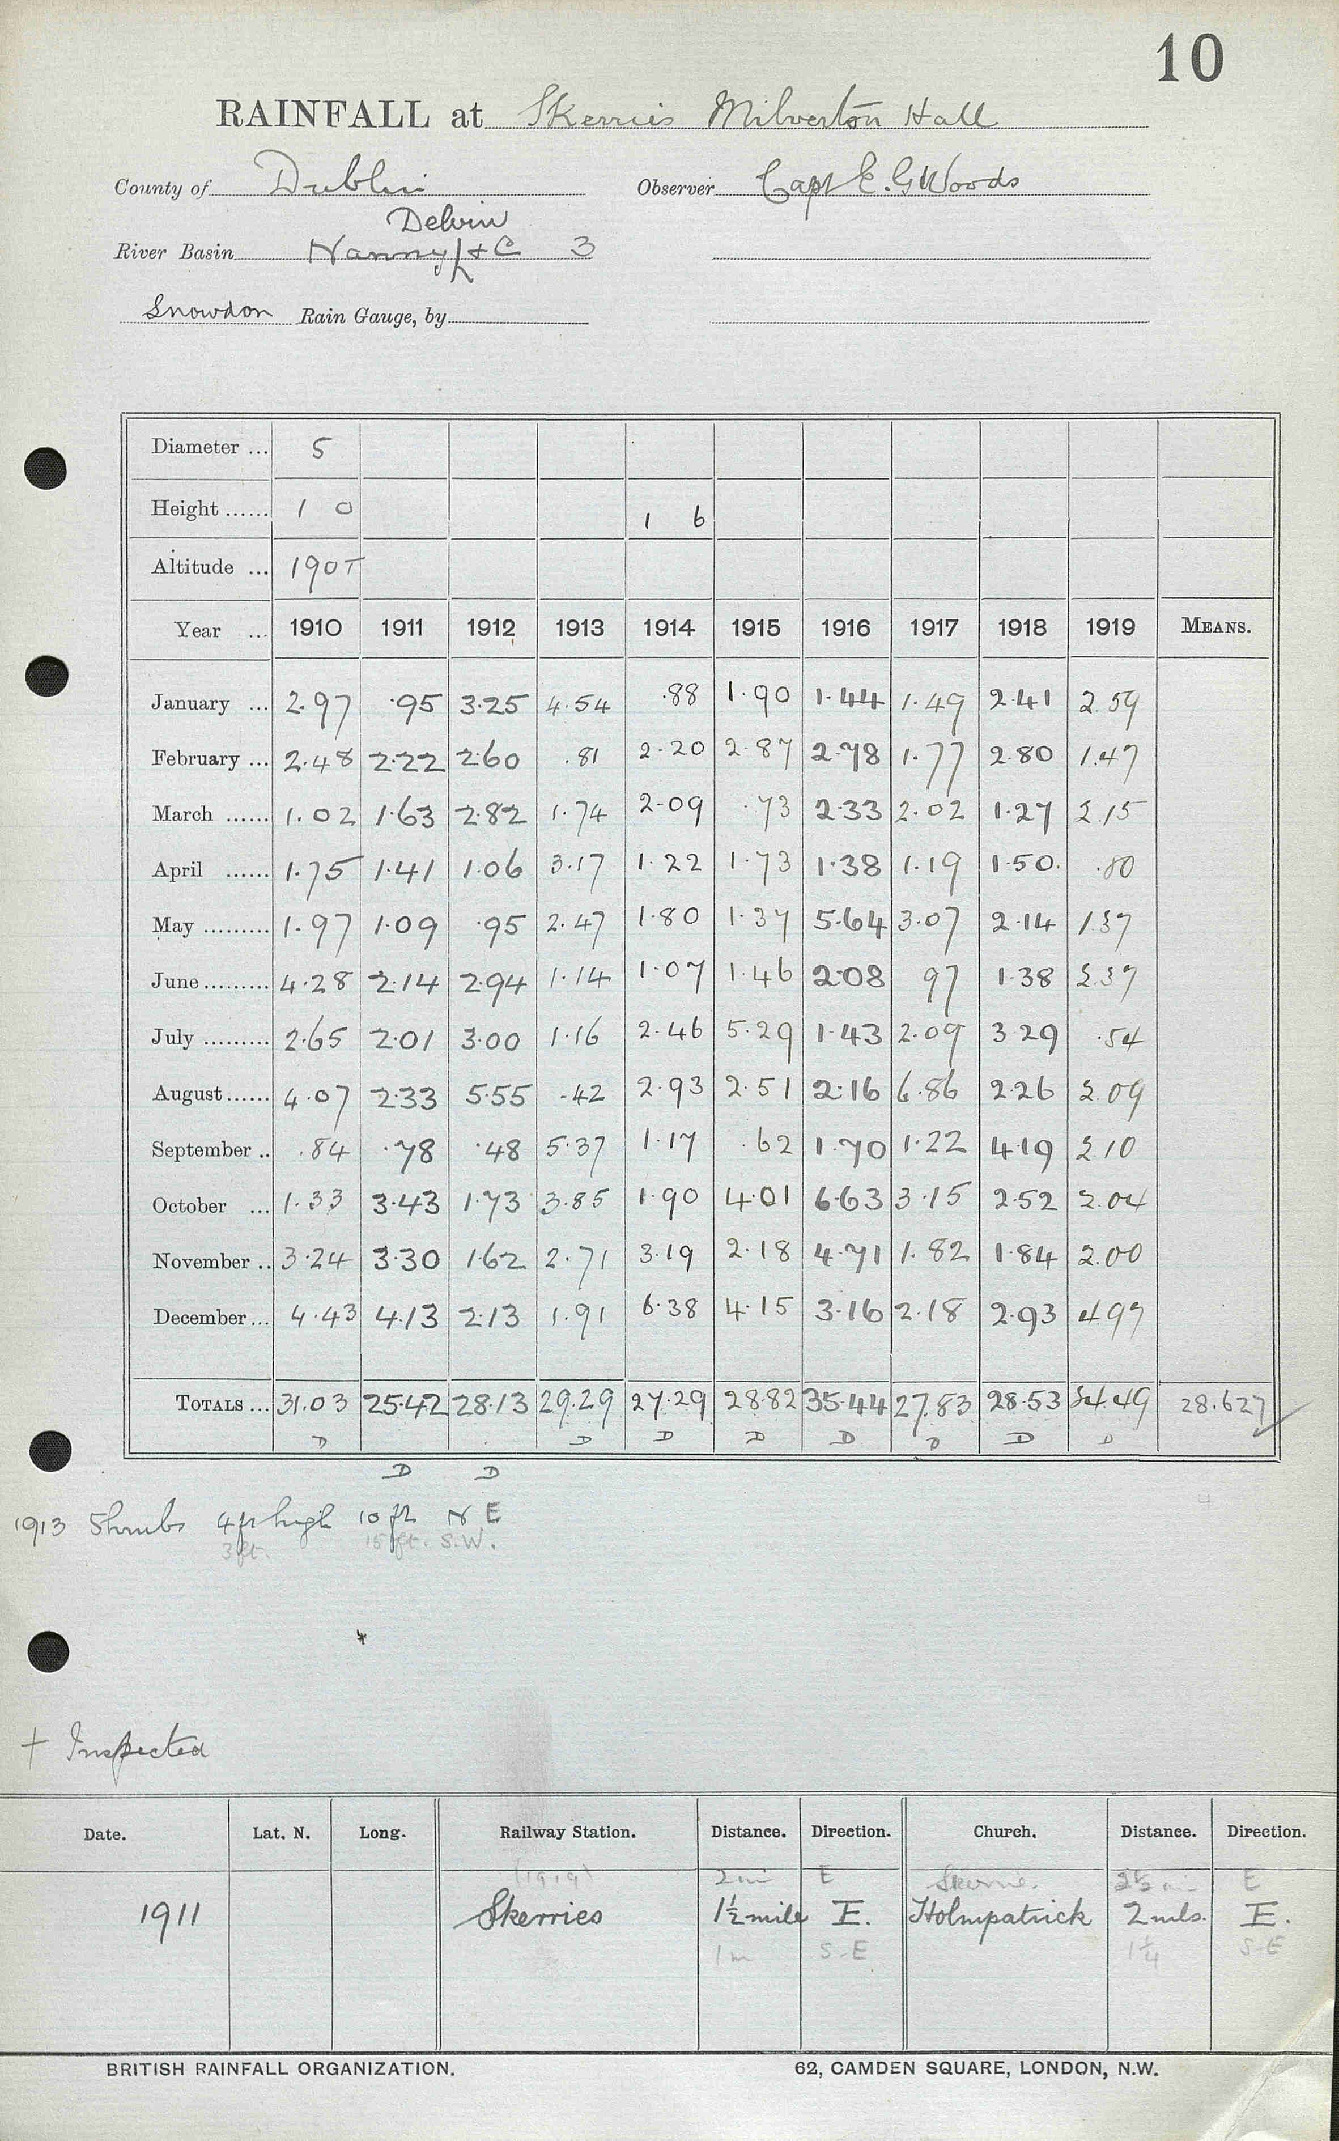 10
RAINFALL at Skerries Milverton Hall
County of Dublin Observer Capt E. G Woods
Delvin
River Basin Nanny &c 3
Snowdon Rain Gauge, by
Diameter ... 5
Height ...... 1 0 1 6
Altitude ... 190T
Year ... 1910 1911 1912 1913 1914 1915 1916 1917 1918 1919 MEANS.
January ... 2.97 .95 3.25 4.54 .88 1.90 1.44 1.49 2.41 2.59
February ... 2.48 2.22 2.60 .81 2.20 2.87 2.78 1.77 2.80 1.47
March ...... 1.02 1.63 2.82 1.74 2.09 .73 2.33 2.02 1.27 2.15
April ...... 1.75 1.41 1.06 3.17 1.22 1.73 1.38 1.19 1.50. .80
May ......... 1.97 1.09 .95 2.47 1.80 1.37 5.64 3.07 2.14 1.37
June ......... 4.28 2.14 2.94 1.14 1.07 1.46 2.08 97 1.38 2.37
July ......... 2.65 2.01 3.00 1.16 2.46 5.29 1.43 2.09 3 29 .54
August ...... 4.07 2.33 5.55 .42 2.93 2.51 2.16 6.86 2.26 2.09
September .. .84 .78 .48 5.37 1.17 .62 1.70 1.22 4.19 2.10
October ... 1.33 3.43 1.73 3.85 1.90 4.01 6.63 3.15 2.52 2.04
November .. 3.24 3.30 1.62 2.71 3.19 2.18 4.71 1.82 1.84 2.00
December ... 4.43 4.13 2.13 1.91 6.38 4.15 3.16 2.18 2.93 4.97
TOTALS ... 31.03 25.42 28.13 29.29 27.29 28.82 35.44 27.83 28.53 24.49 28.627
D D D D D D D D
D D
1913 Shrubs 4ft high 10 ft N E
3ft. 15 ft. S.W.
+ Inspected
Date. Lat. N. Long. Railway Station. Distance. Direction. Church. Distance. Direction.
(1919) 2 mi E Skerries 2½ mi E
1911 Skerries 1½ mile E. Holmpatrick 2 mls. E.
1 m S-E 1¼ S-E
BRITISH RAINFALL ORGANIZATION. 62, CAMDEN SQUARE, LONDON, N.W.